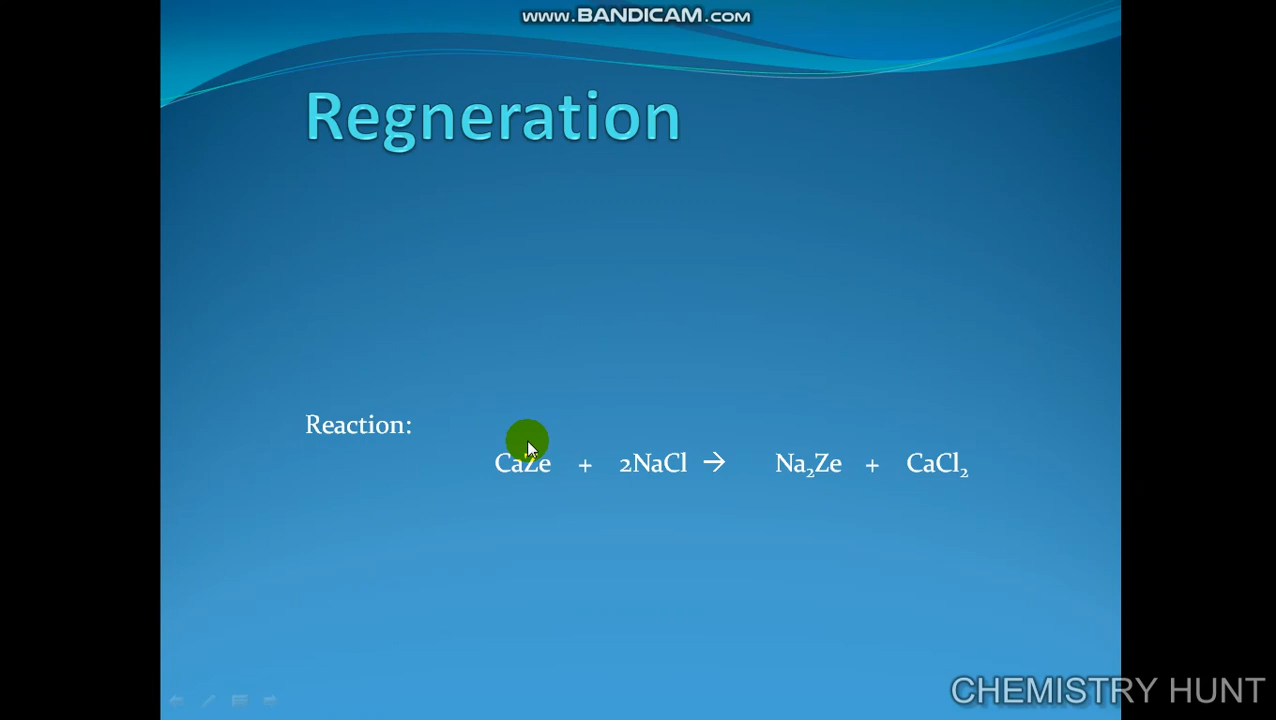 www.BANDICAM.com
Regneration
Reaction:
CaZe + 2NaCl → Na₂Ze + CaCl₂
CHEMISTRY HUNT